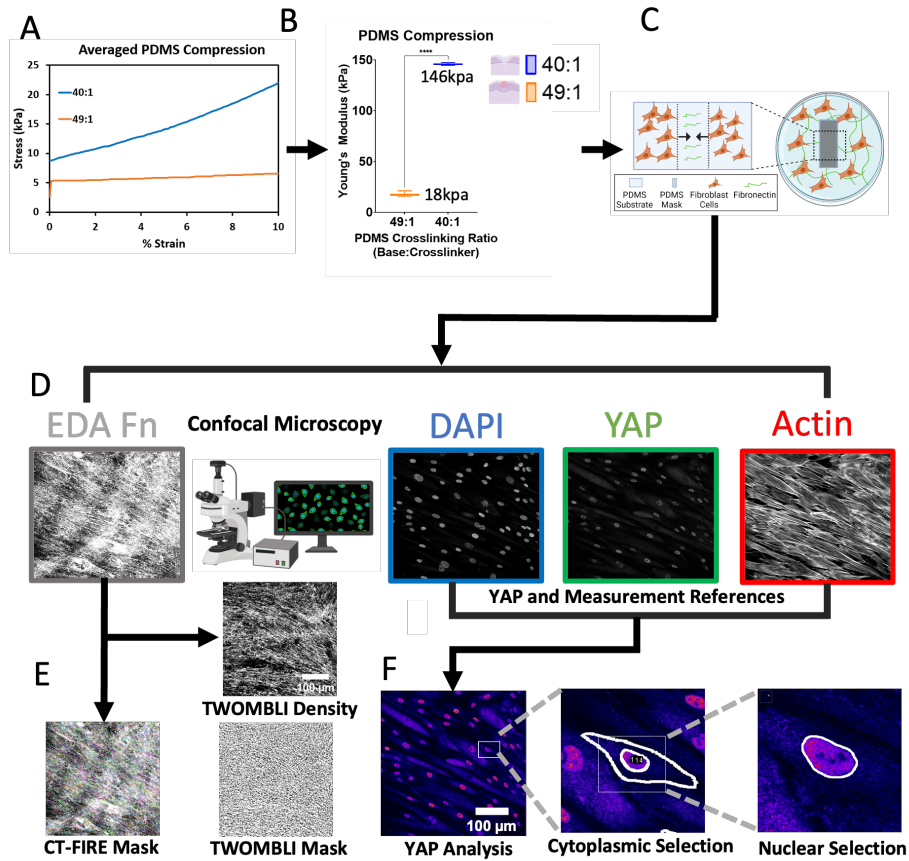 A
Averaged PDMS Compression
25
20
15
10
5
0
Stress (kPa)
40:1
49:1
0 2 4 6 8 10
% Strain
B
PDMS Compression
150
100
50
0
Young's Modulus (kPa)
****
146kpa
18kpa
49:1 40:1
PDMS Crosslinking Ratio
(Base:Crosslinker)
40:1
49:1
C
PDMS Substrate
PDMS Mask
Fibroblast Cells
Fibronectin
D
EDA Fn
Confocal Microscopy
DAPI
YAP
Actin
YAP and Measurement References
E
100 µm
TWOMBLI Density
CT-FIRE Mask
TWOMBLI Mask
F
100 µm
YAP Analysis
114
Cytoplasmic Selection
Nuclear Selection